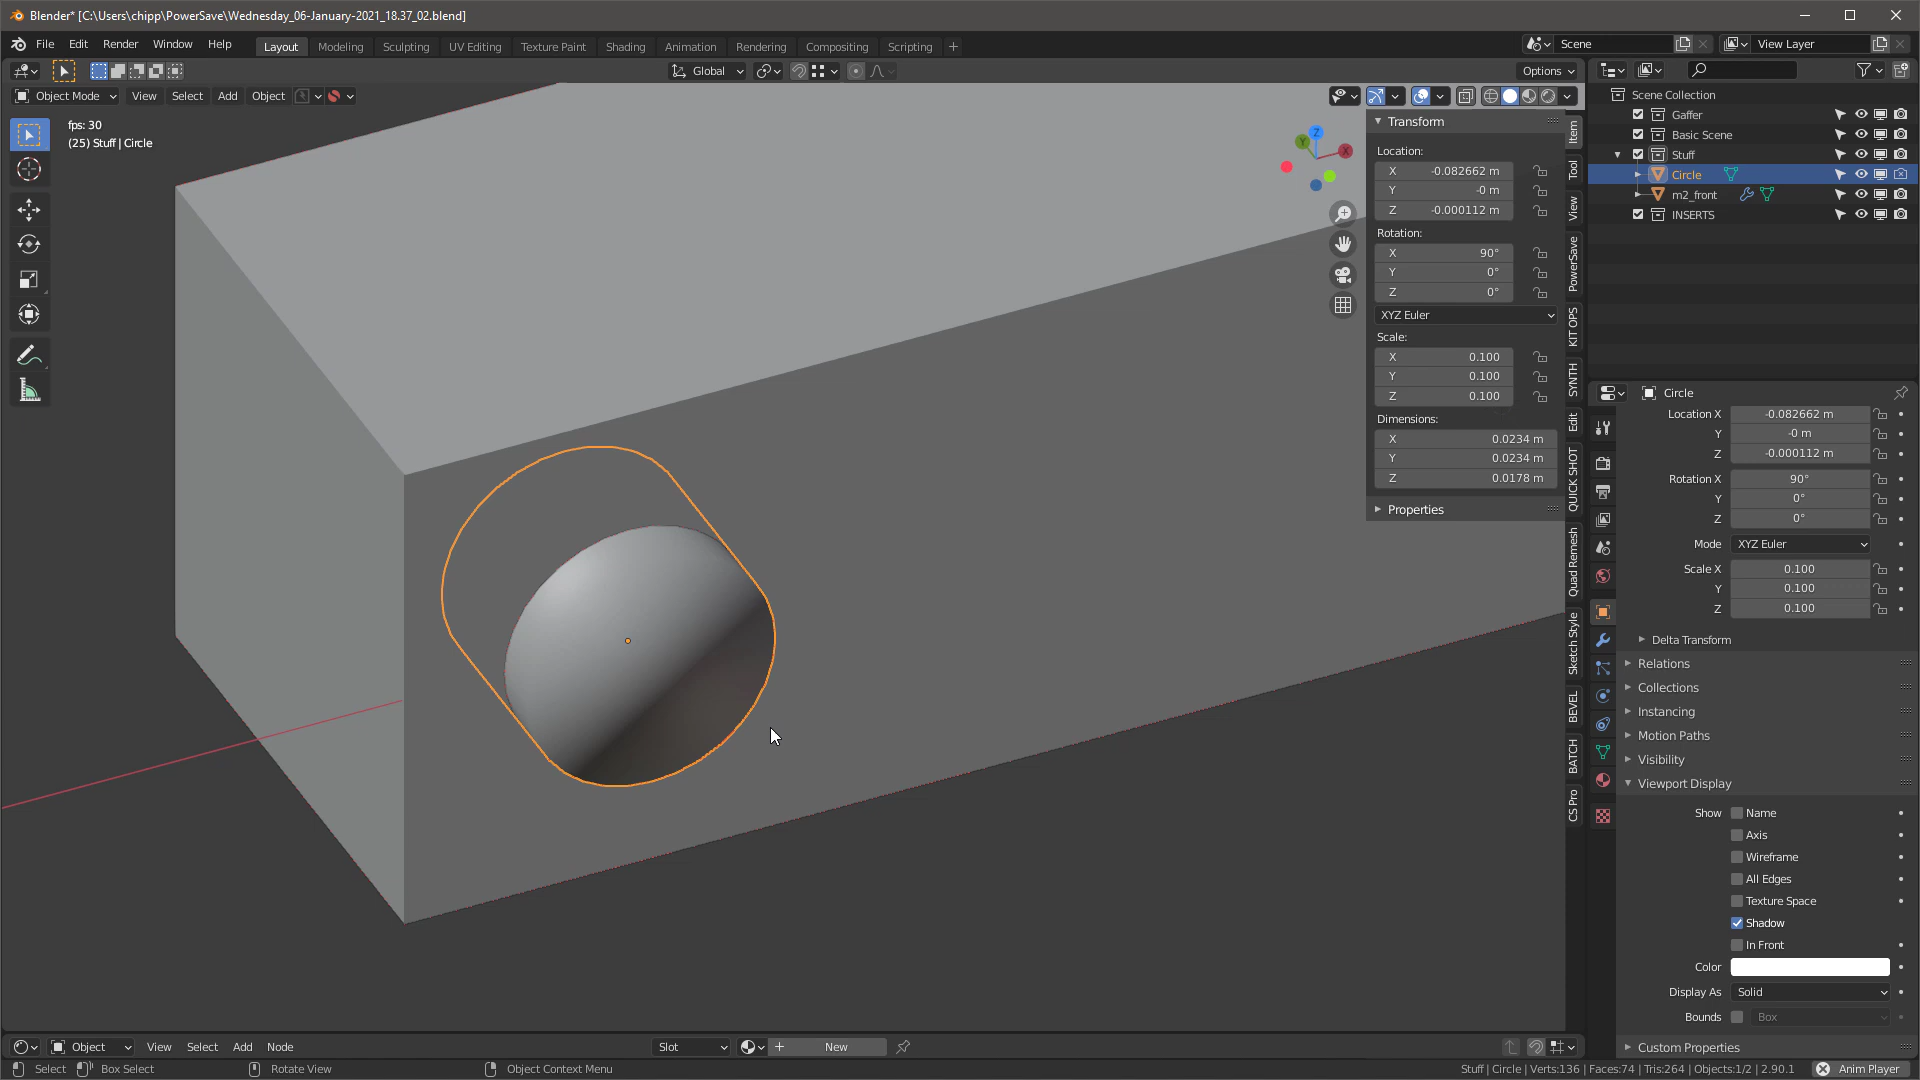 Blender* [C:\Users\chipp\PowerSave\Wednesday_06-January-2021_18.37_02.blend]
File Edit Render Window Help Layout Modeling Sculpting UV Editing Texture Paint Shading Animation Rendering Compositing Scripting + Scene View Layer
Global Options
Object Mode View Select Add Object
fps: 30
(25) Stuff | Circle
Z
Y
X
Transform
Location:
X -0.082662 m
Y -0 m
Z -0.000112 m
Rotation:
X 90°
Y 0°
Z 0°
XYZ Euler
Scale:
X 0.100
Y 0.100
Z 0.100
Dimensions:
X 0.0234 m
Y 0.0234 m
Z 0.0178 m
Properties
Item
Tool
View
PowerSave
KIT OPS
SYNTH
Edit
QUICK SHOT
Quad Remesh
Sketch Style
BEVEL
BATCH
CS Pro
Scene Collection
Gaffer
Basic Scene
Stuff
Circle
m2_front
INSERTS
Circle
Location X -0.082662 m
Y -0 m
Z -0.000112 m
Rotation X 90°
Y 0°
Z 0°
Mode XYZ Euler
Scale X 0.100
Y 0.100
Z 0.100
Delta Transform
Relations
Collections
Instancing
Motion Paths
Visibility
Viewport Display
Show Name
Axis
Wireframe
All Edges
Texture Space
Shadow
In Front
Color
Display As Solid
Bounds Box
Custom Properties
Object View Select Add Node Slot + New
Select Box Select Rotate View Object Context Menu Stuff | Circle | Verts:136 | Faces:74 | Tris:264 | Objects:1/2 | 2.90.1 Anim Player